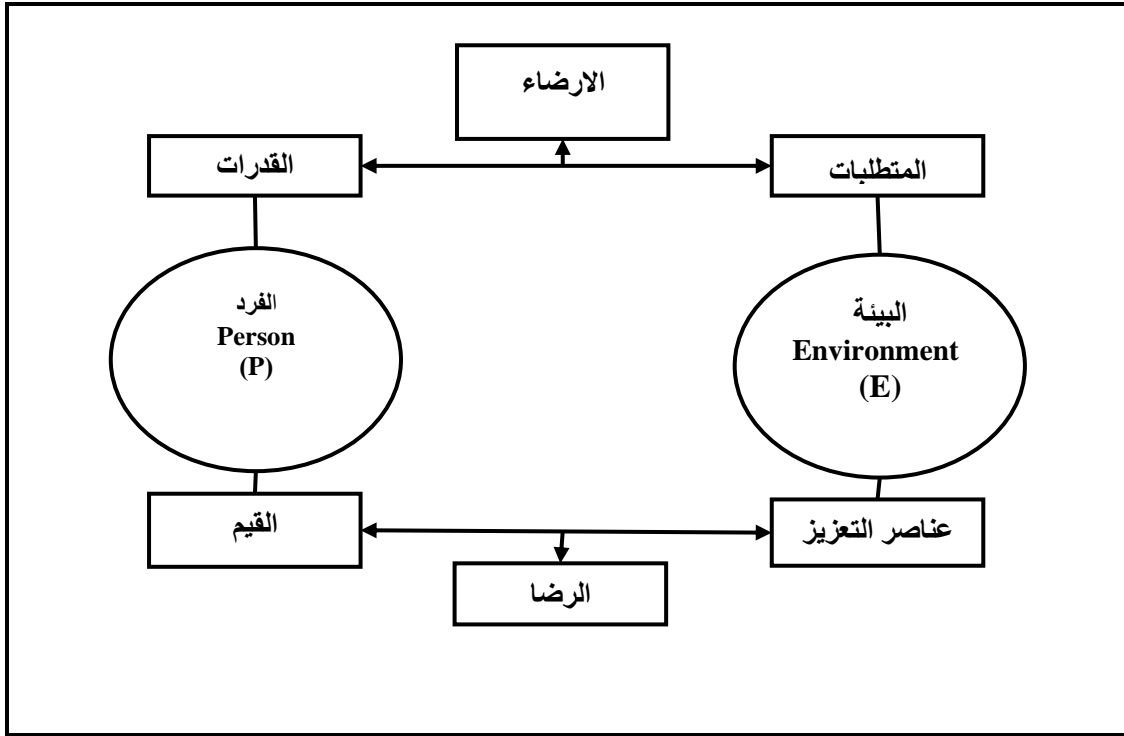 الارضاء
المتطلبات
القدرات
البيئة
Environment
(E)
الفرد
Person
(P)
عناصر التعزيز
القيم
الرضا